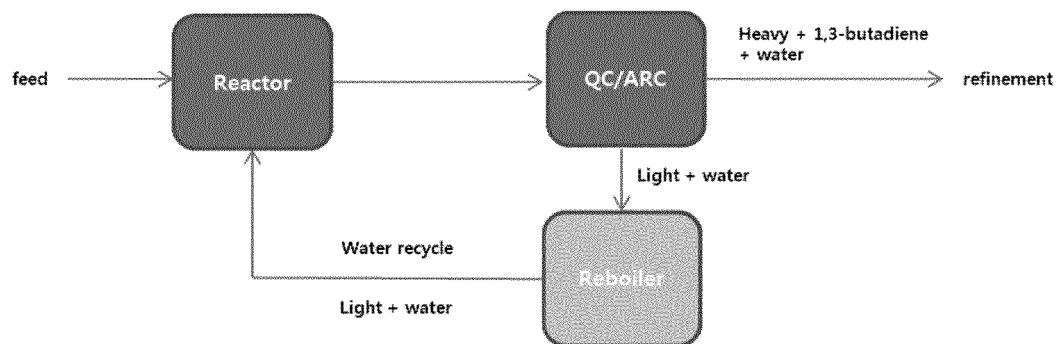 Heavy + 1,3-butadiene
+ water
feed
Reactor
QC/ARC
refinement
Light + water
Water recycle
Reboiler
Light + water